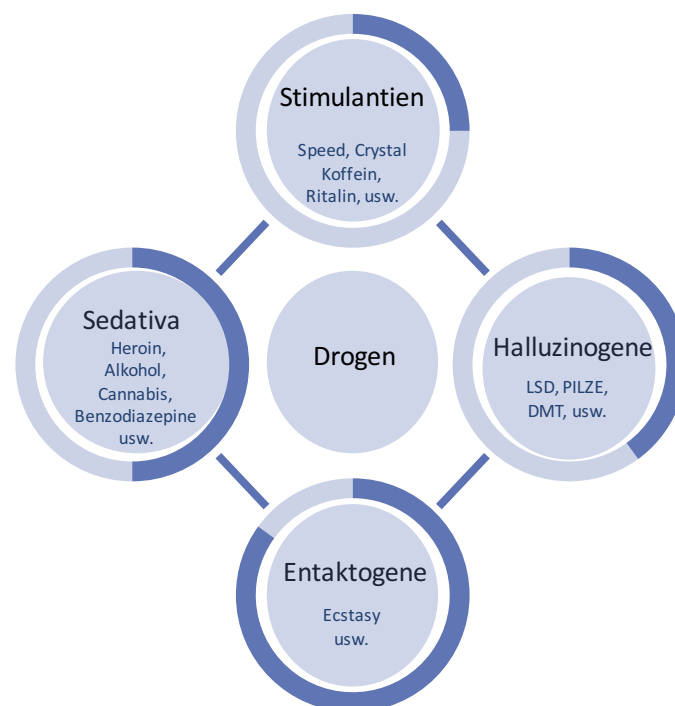 Stimulantien
Speed, Crystal
Koffein,
Ritalin, usw.
Sedativa
Heroin,
Alkohol,
Cannabis,
Benzodiazepine
usw.
Drogen
Halluzinogene
LSD, PILZE,
DMT, usw.
Entaktogene
Ecstasy
usw.